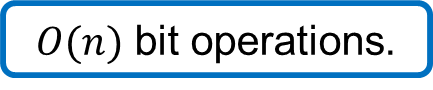 O(n) bit operations.